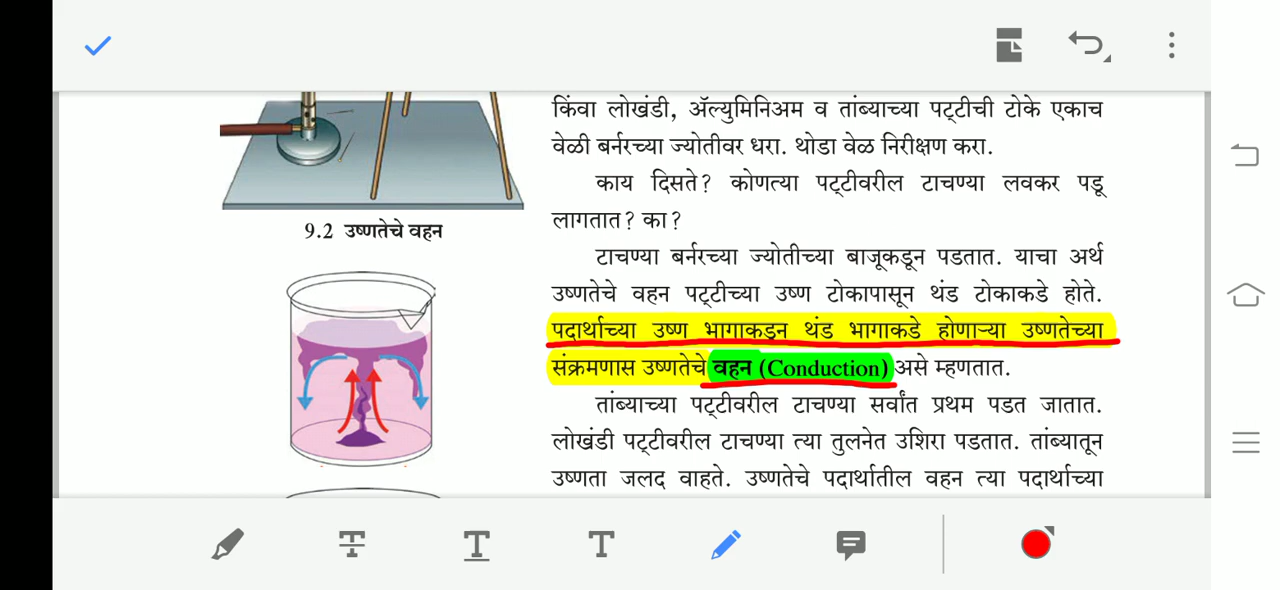 किंवा लोखंडी, ॲल्युमिनिअम व तांब्याच्या पट्टीची टोके एकाच
वेळी बर्नरच्या ज्योतीवर धरा. थोडा वेळ निरीक्षण करा.
काय दिसते? कोणत्या पट्टीवरील टाचण्या लवकर पडू
लागतात? का?
9.2 उष्णतेचे वहन
टाचण्या बर्नरच्या ज्योतीच्या बाजूकडून पडतात. याचा अर्थ
उष्णतेचे वहन पट्टीच्या उष्ण टोकापासून थंड टोकाकडे होते.
पदार्थाच्या उष्ण भागाकडून थंड भागाकडे होणाऱ्या उष्णतेच्या
संक्रमणास उष्णतेचे वहन (Conduction) असे म्हणतात.
तांब्याच्या पट्टीवरील टाचण्या सर्वांत प्रथम पडत जातात.
लोखंडी पट्टीवरील टाचण्या त्या तुलनेत उशिरा पडतात. तांब्यातून
उष्णता जलद वाहते. उष्णतेचे पदार्थातील वहन त्या पदार्थाच्या
T T T